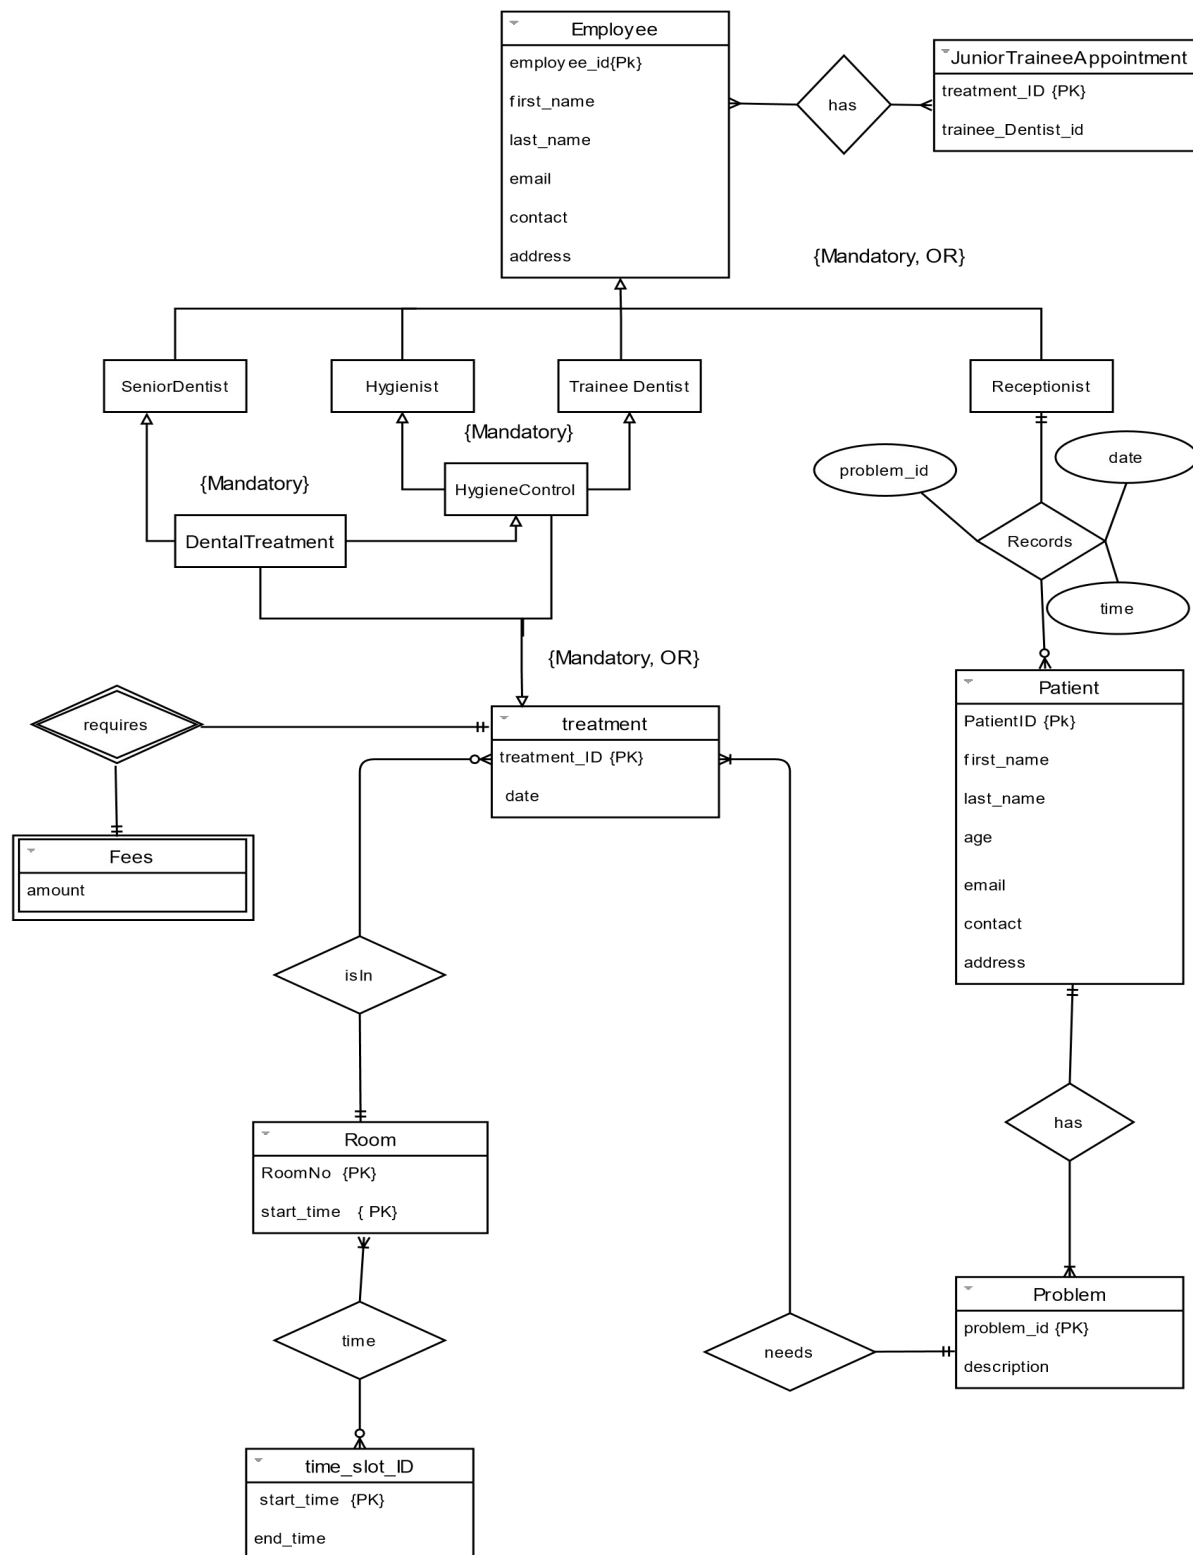 Employee
employee_id{Pk}
first_name
last_name
email
contact
address
has
JuniorTraineeAppointment
treatment_ID {PK}
trainee_Dentist_id
{Mandatory, OR}
SeniorDentist
Hygienist
Trainee Dentist
Receptionist
{Mandatory}
HygieneControl
{Mandatory}
DentalTreatment
problem_id
date
Records
time
{Mandatory, OR}
requires
treatment
treatment_ID {PK}
date
Fees
amount
Patient
PatientID {Pk}
first_name
last_name
age
email
contact
address
isIn
has
Room
RoomNo {PK}
start_time { PK}
time
needs
Problem
problem_id {PK}
description
time_slot_ID
start_time {PK}
end_time